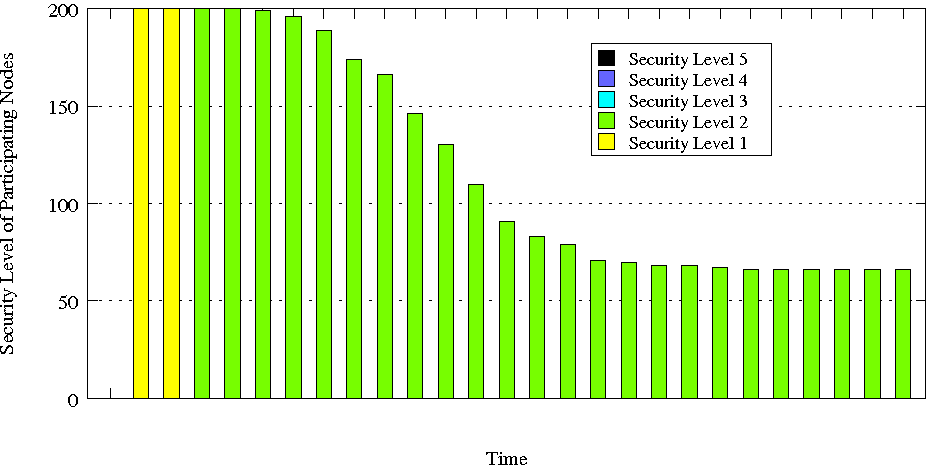 200
150
100
50
0
Security Level of Participating Nodes
Security Level 5
Security Level 4
Security Level 3
Security Level 2
Security Level 1
Time